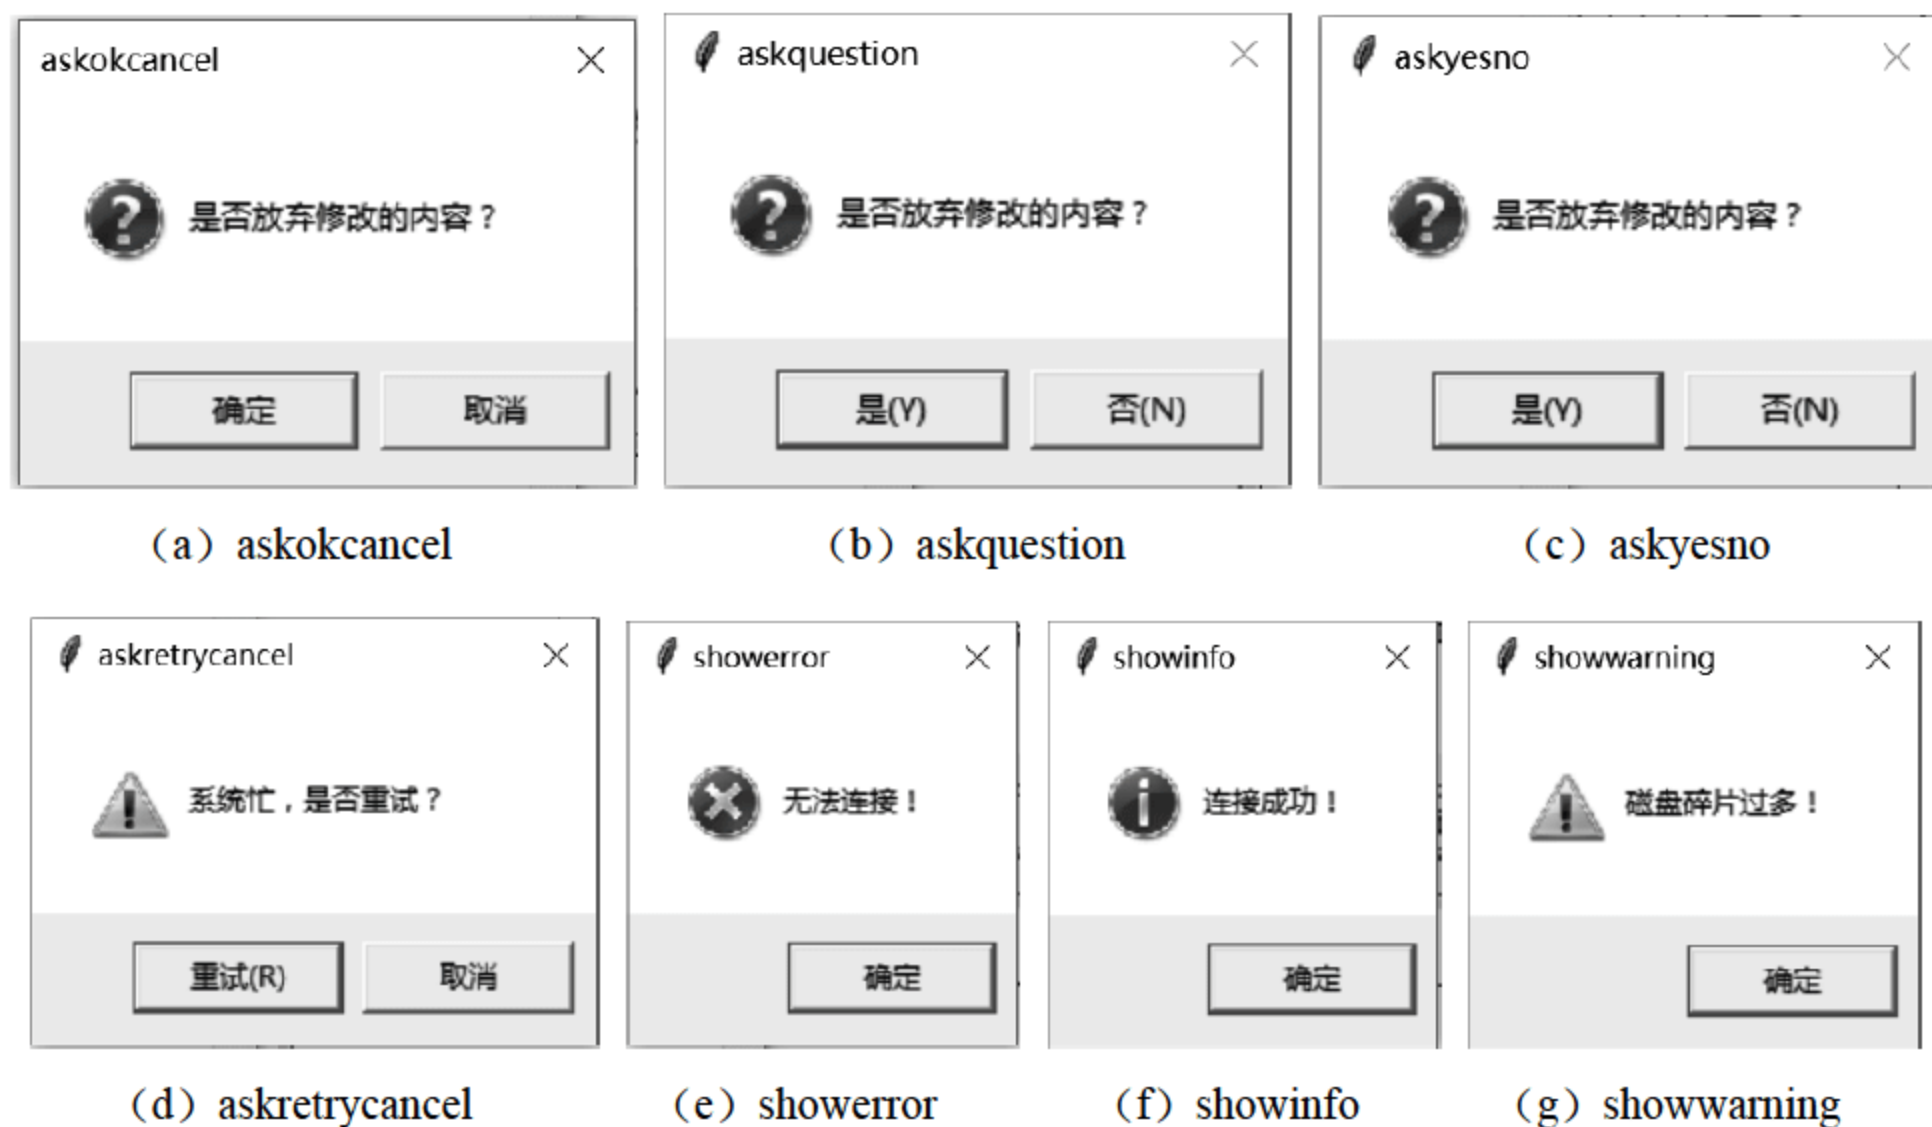 askokcancel
askquestion
askyesno
是否放弃修改的内容？
是否放弃修改的内容？
是否放弃修改的内容？
确定
取消
是(Y)
否(N)
是(Y)
否(N)
（a）askokcancel
（b）askquestion
（c）askyesno
askretrycancel
showerror
showinfo
showwarning
系统忙，是否重试？
无法连接！
连接成功！
磁盘碎片过多！
重试(R)
取消
确定
确定
确定
（d）askretrycancel
（e）showerror
（f）showinfo
（g）showwarning